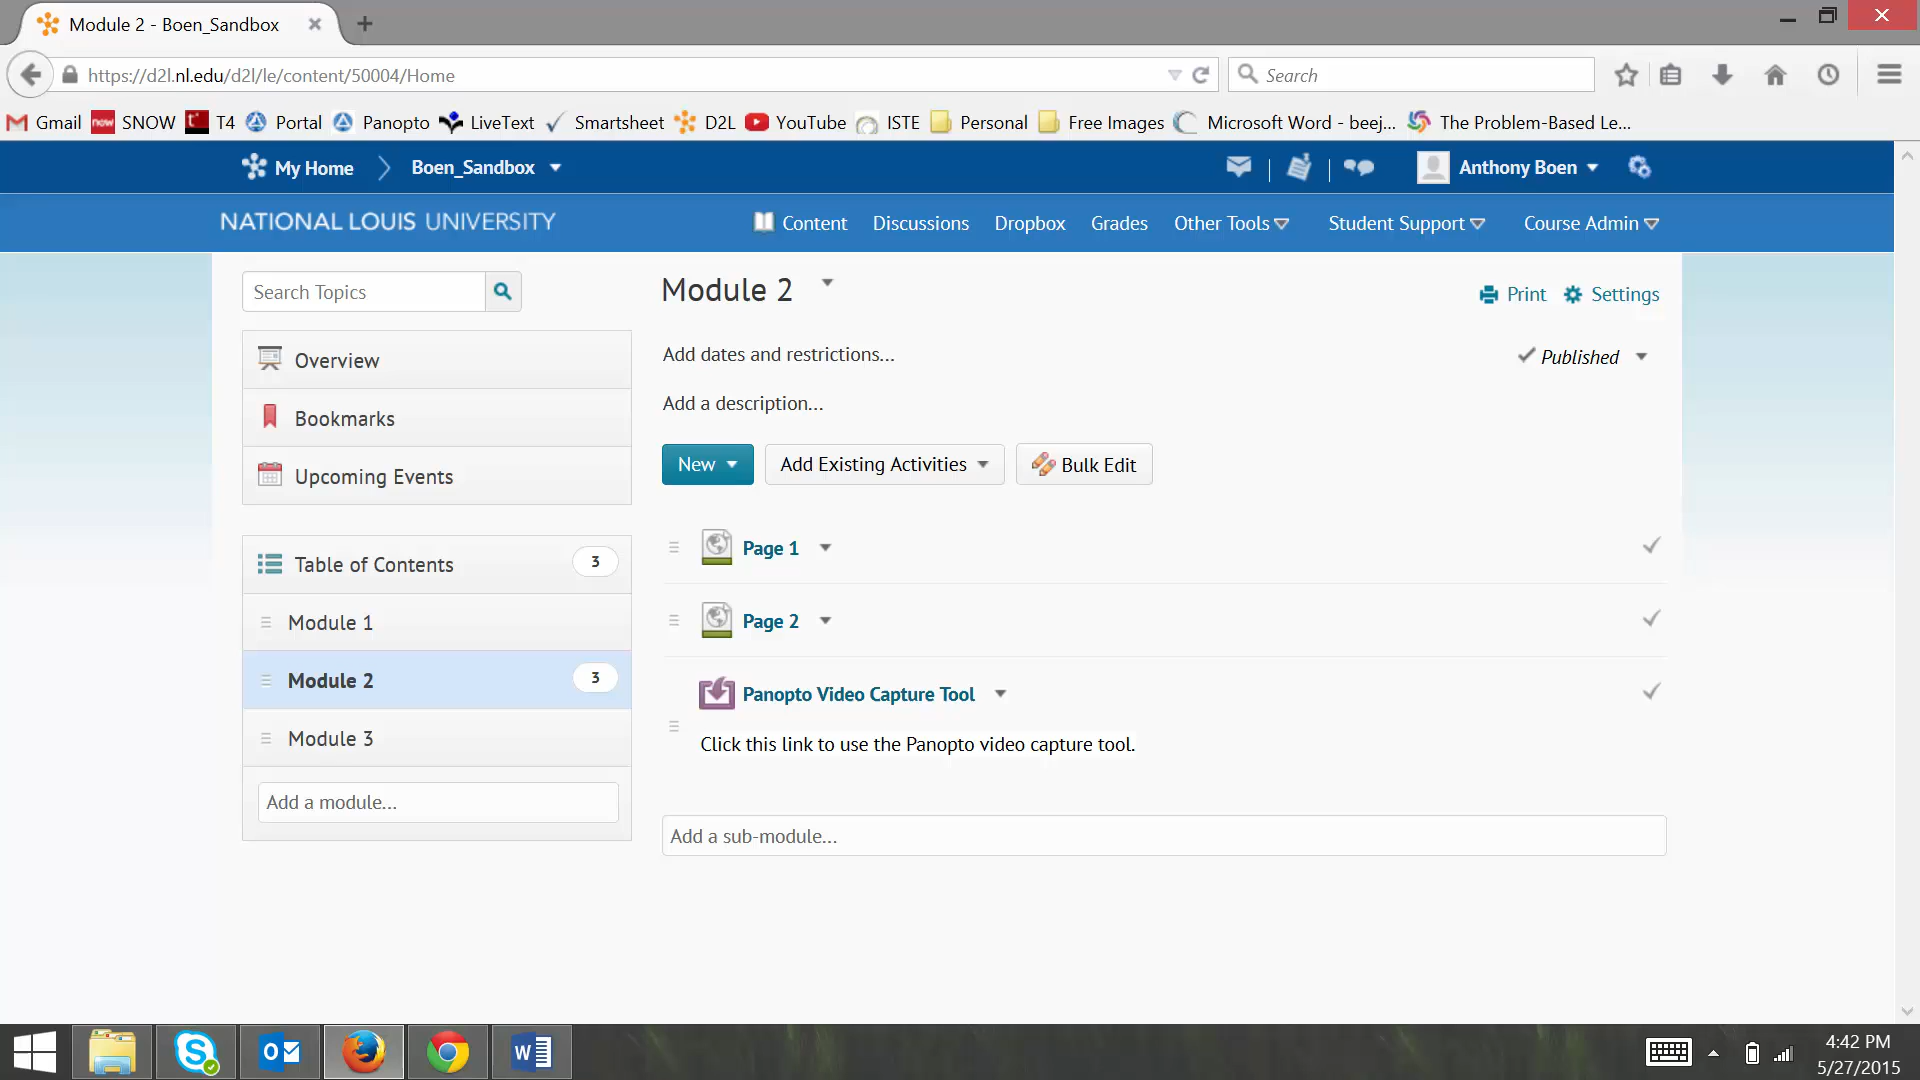 Module 2 - Boen_Sandbox
https://d2l.nl.edu/d2l/le/content/50004/Home
Search
Gmail now SNOW T4 Portal Panopto LiveText Smartsheet D2L YouTube ISTE Personal Free Images Microsoft Word - beej... The Problem-Based Le...
My Home Boen_Sandbox Anthony Boen
NATIONAL LOUIS UNIVERSITY Content Discussions Dropbox Grades Other Tools Student Support Course Admin
Search Topics
Overview
Bookmarks
Upcoming Events
Table of Contents 3
Module 1
Module 2 3
Module 3
Add a module...
Module 2
Print Settings
Add dates and restrictions...
Published
Add a description...
New Add Existing Activities Bulk Edit
Page 1
Page 2
Panopto Video Capture Tool
Click this link to use the Panopto video capture tool.
Add a sub-module...
4:42 PM
5/27/2015